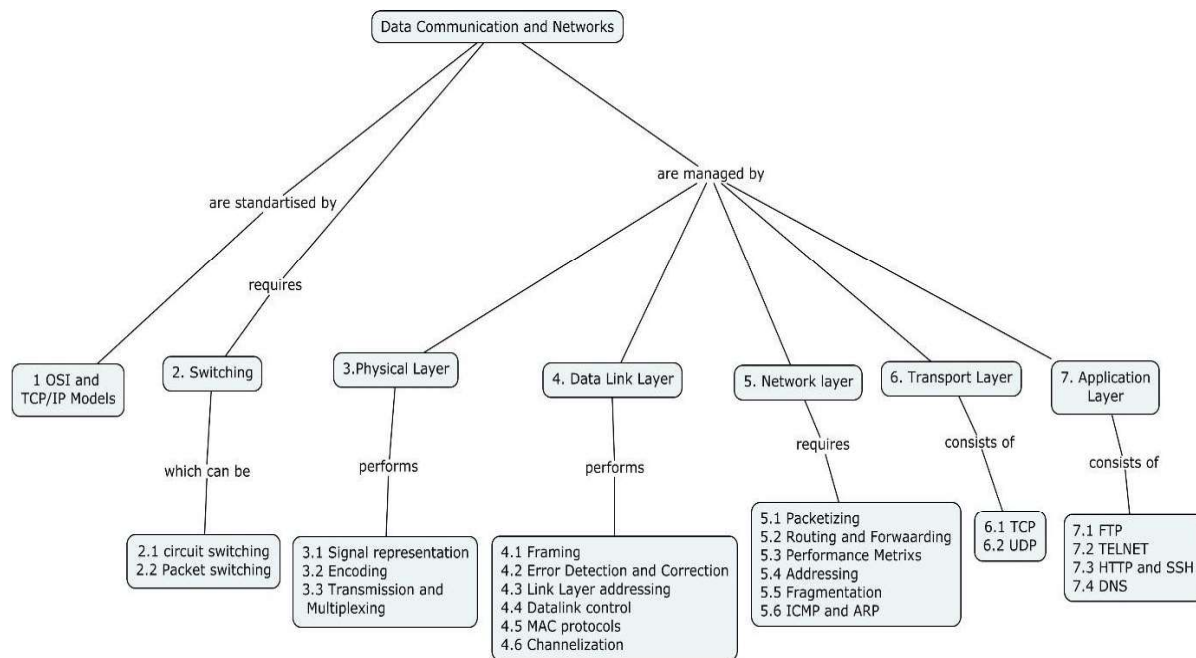 Data Communication and Networks
are standartised by
are managed by
requires
1 OSI and
TCP/IP Models
2. Switching
3.Physical Layer
4. Data Link Layer
5. Network layer
6. Transport Layer
7. Application
Layer
which can be
performs
performs
requires
consists of
consists of
2.1 circuit switching
2.2 Packet switching
3.1 Signal representation
3.2 Encoding
3.3 Transmission and
Multiplexing
4.1 Framing
4.2 Error Detection and Correction
4.3 Link Layer addressing
4.4 Datalink control
4.5 MAC protocols
4.6 Channelization
5.1 Packetizing
5.2 Routing and Forwaarding
5.3 Performance Metrixs
5.4 Addressing
5.5 Fragmentation
5.6 ICMP and ARP
6.1 TCP
6.2 UDP
7.1 FTP
7.2 TELNET
7.3 HTTP and SSH
7.4 DNS